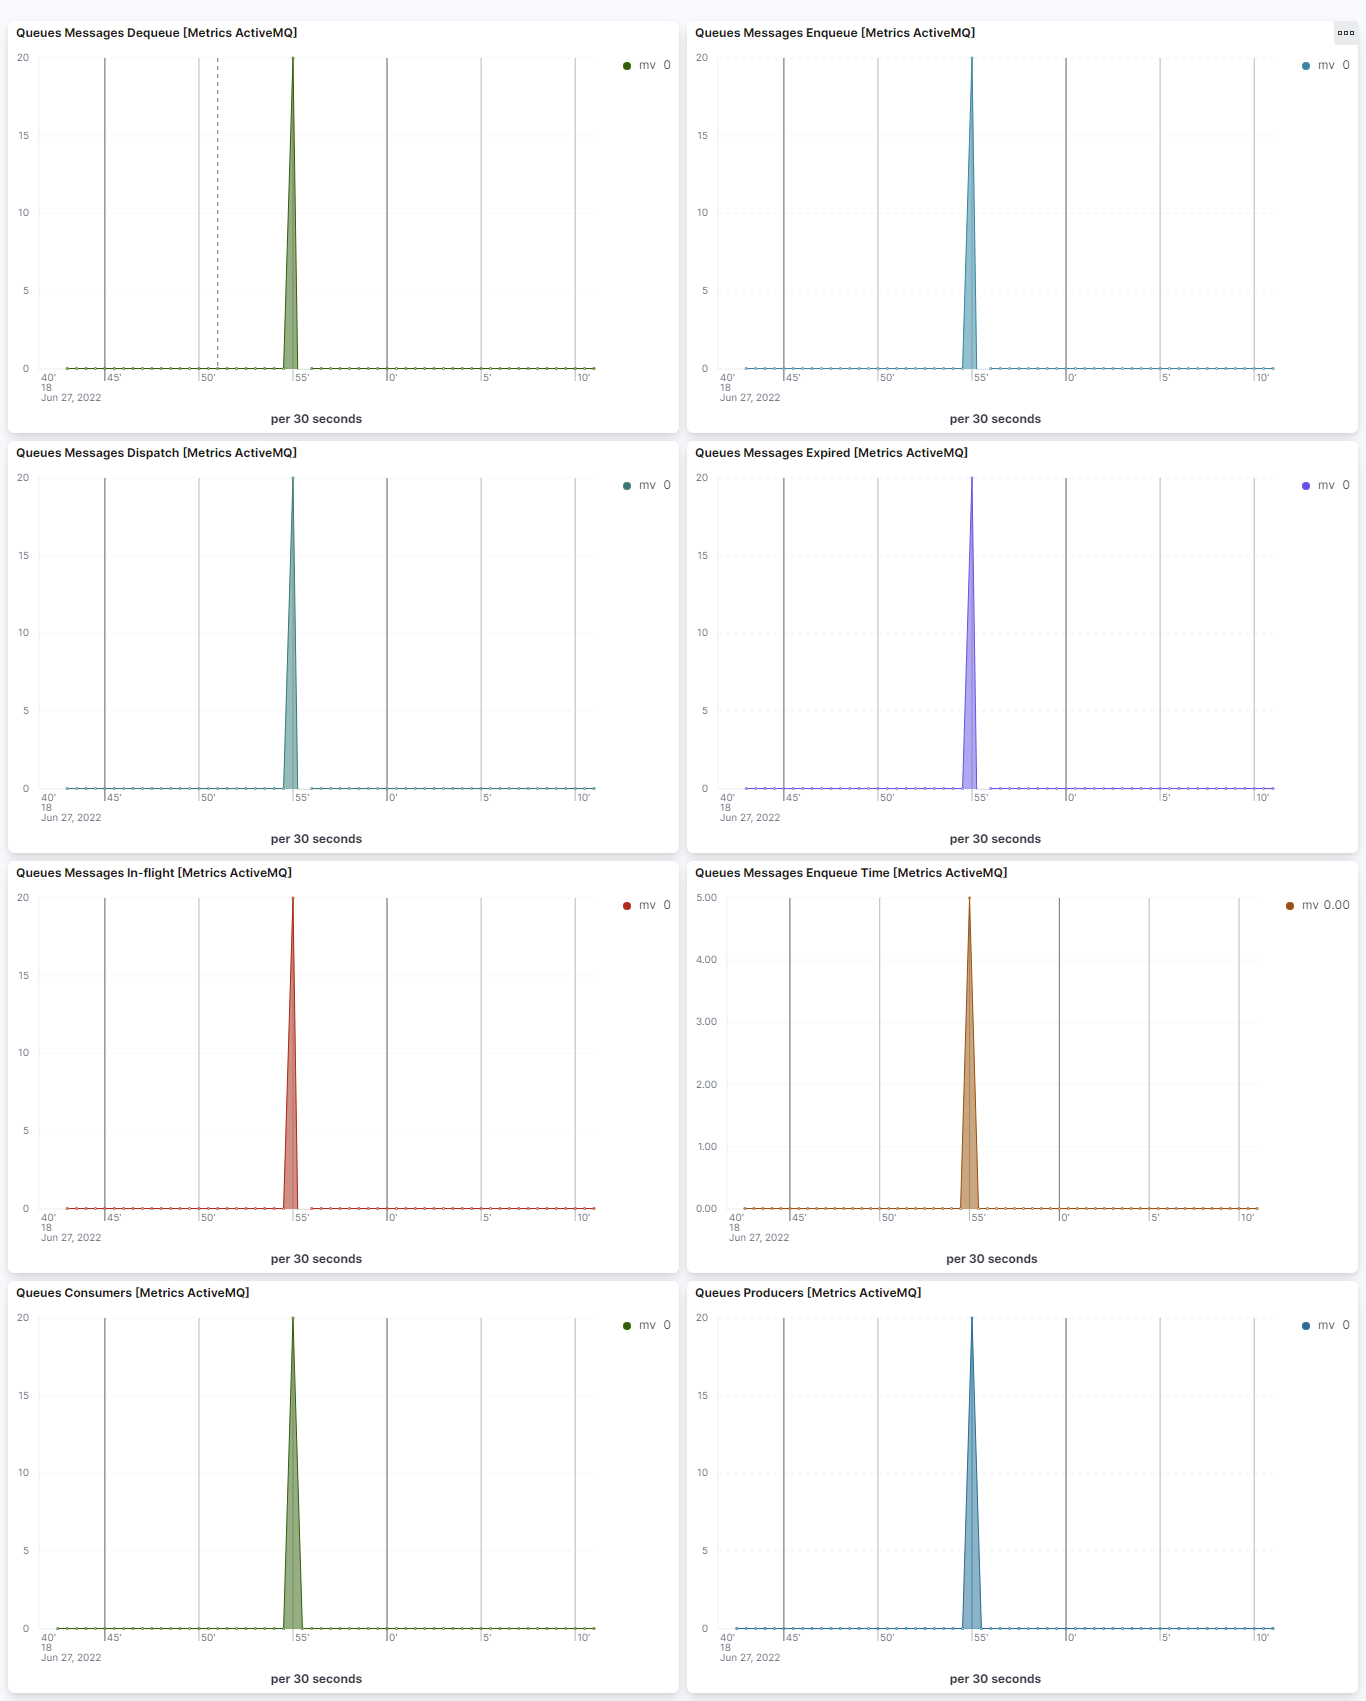 Queues Messages Dequeue [Metrics ActiveMQ]
mv 0
20
15
10
5
0
40' 45' 50' 55' 0' 5' 10'
18
Jun 27, 2022
per 30 seconds
Queues Messages Enqueue [Metrics ActiveMQ]
mv 0
20
15
10
5
0
40' 45' 50' 55' 0' 5' 10'
18
Jun 27, 2022
per 30 seconds
Queues Messages Dispatch [Metrics ActiveMQ]
mv 0
20
15
10
5
0
40' 45' 50' 55' 0' 5' 10'
18
Jun 27, 2022
per 30 seconds
Queues Messages Expired [Metrics ActiveMQ]
mv 0
20
15
10
5
0
40' 45' 50' 55' 0' 5' 10'
18
Jun 27, 2022
per 30 seconds
Queues Messages In-flight [Metrics ActiveMQ]
mv 0
20
15
10
5
0
40' 45' 50' 55' 0' 5' 10'
18
Jun 27, 2022
per 30 seconds
Queues Messages Enqueue Time [Metrics ActiveMQ]
mv 0.00
5.00
4.00
3.00
2.00
1.00
0.00
40' 45' 50' 55' 0' 5' 10'
18
Jun 27, 2022
per 30 seconds
Queues Consumers [Metrics ActiveMQ]
mv 0
20
15
10
5
0
40' 45' 50' 55' 0' 5' 10'
18
Jun 27, 2022
per 30 seconds
Queues Producers [Metrics ActiveMQ]
mv 0
20
15
10
5
0
40' 45' 50' 55' 0' 5' 10'
18
Jun 27, 2022
per 30 seconds